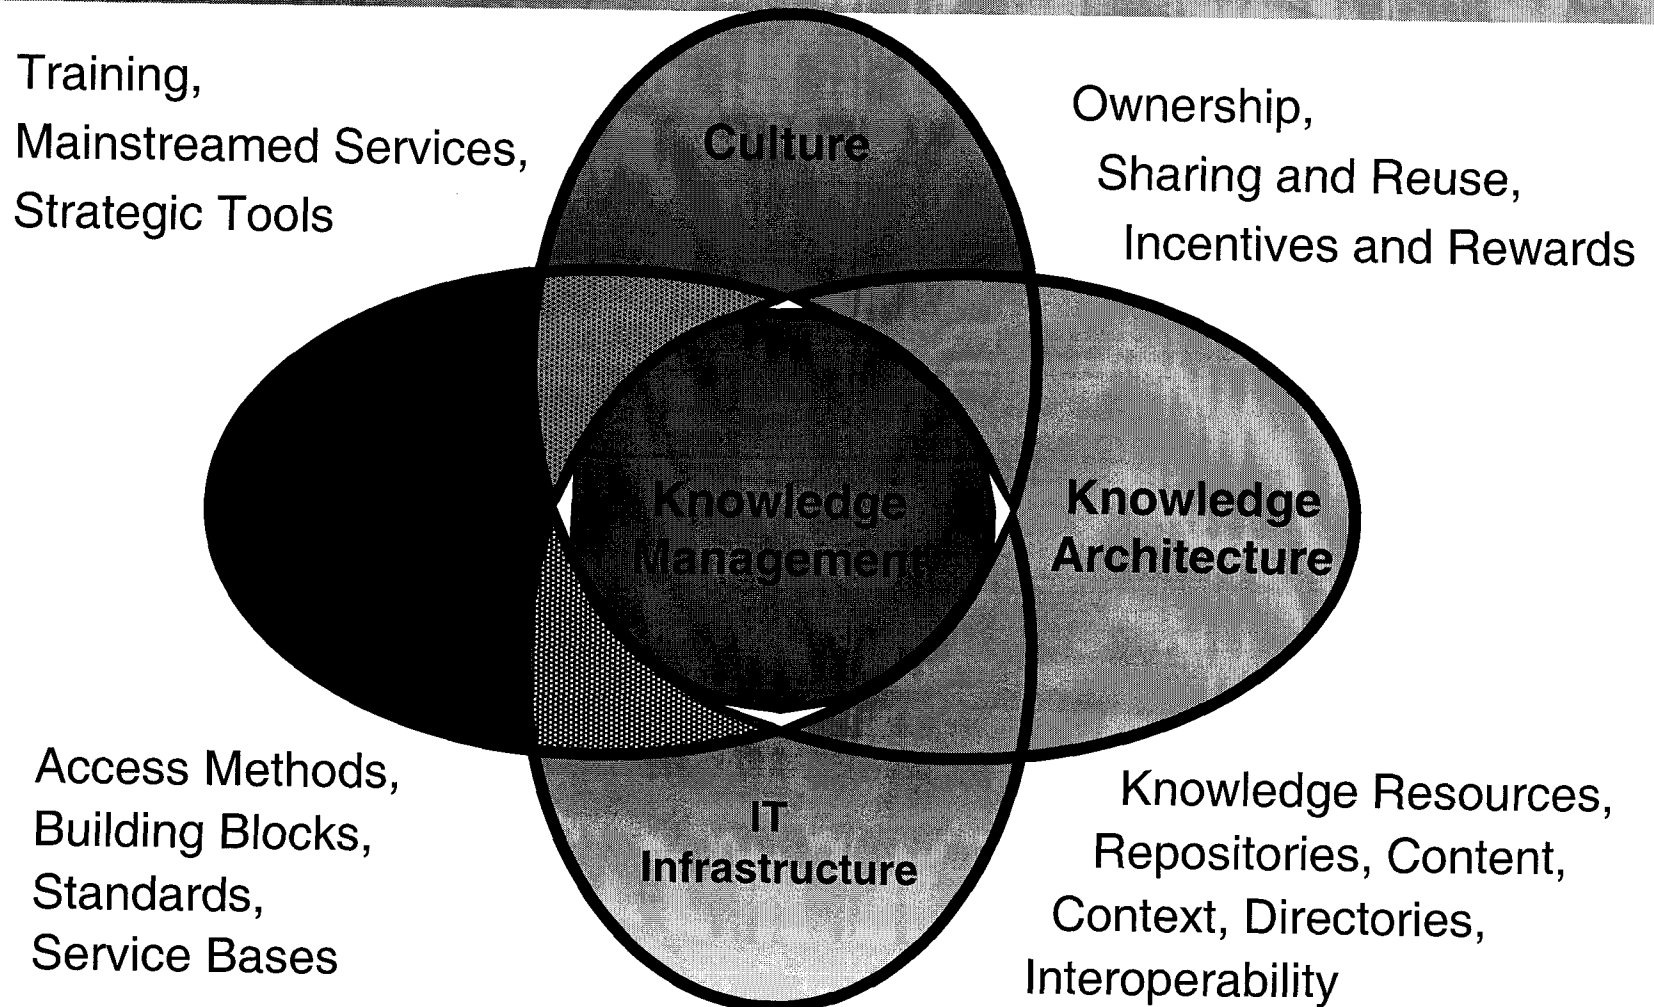 Training,
Mainstreamed Services,
Strategic Tools
Culture
Ownership,
Sharing and Reuse,
Incentives and Rewards
Knowledge
Management
Knowledge
Architecture
Access Methods,
Building Blocks,
Standards,
Service Bases
IT
Infrastructure
Knowledge Resources,
Repositories, Content,
Context, Directories,
Interoperability